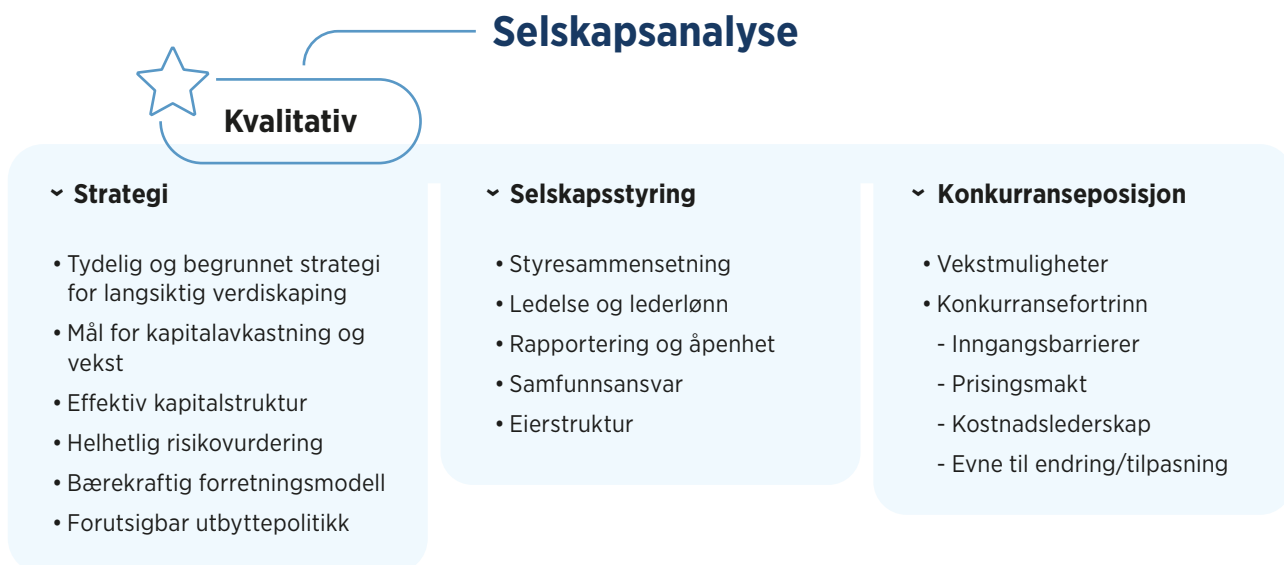 Selskapsanalyse
Kvalitativ
Strategi
• Tydelig og begrunnet strategi
for langsiktig verdiskaping
• Mål for kapitalavkastning og
vekst
• Effektiv kapitalstruktur
• Helhetlig risikovurdering
• Bærekraftig forretningsmodell
• Forutsigbar utbyttepolitikk
Selskapsstyring
• Styresammensetning
• Ledelse og lederlønn
• Rapportering og åpenhet
• Samfunnsansvar
• Eierstruktur
Konkurranseposisjon
• Vekstmuligheter
• Konkurransefortrinn
- Inngangsbarrierer
- Prisingsmakt
- Kostnadslederskap
- Evne til endring/tilpasning